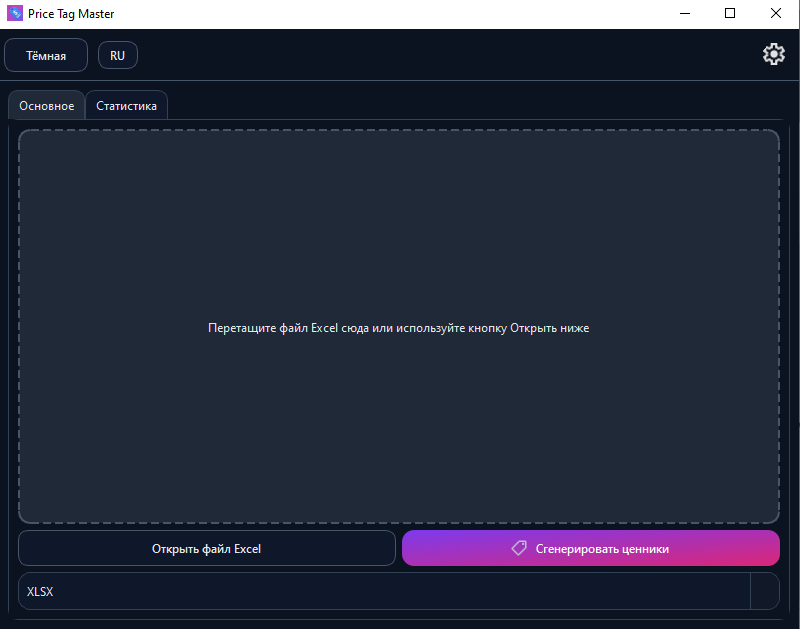 Price Tag Master
Тёмная
RU
Основное
Статистика
Перетащите файл Excel сюда или используйте кнопку Открыть ниже
Открыть файл Excel
Сгенерировать ценники
XLSX